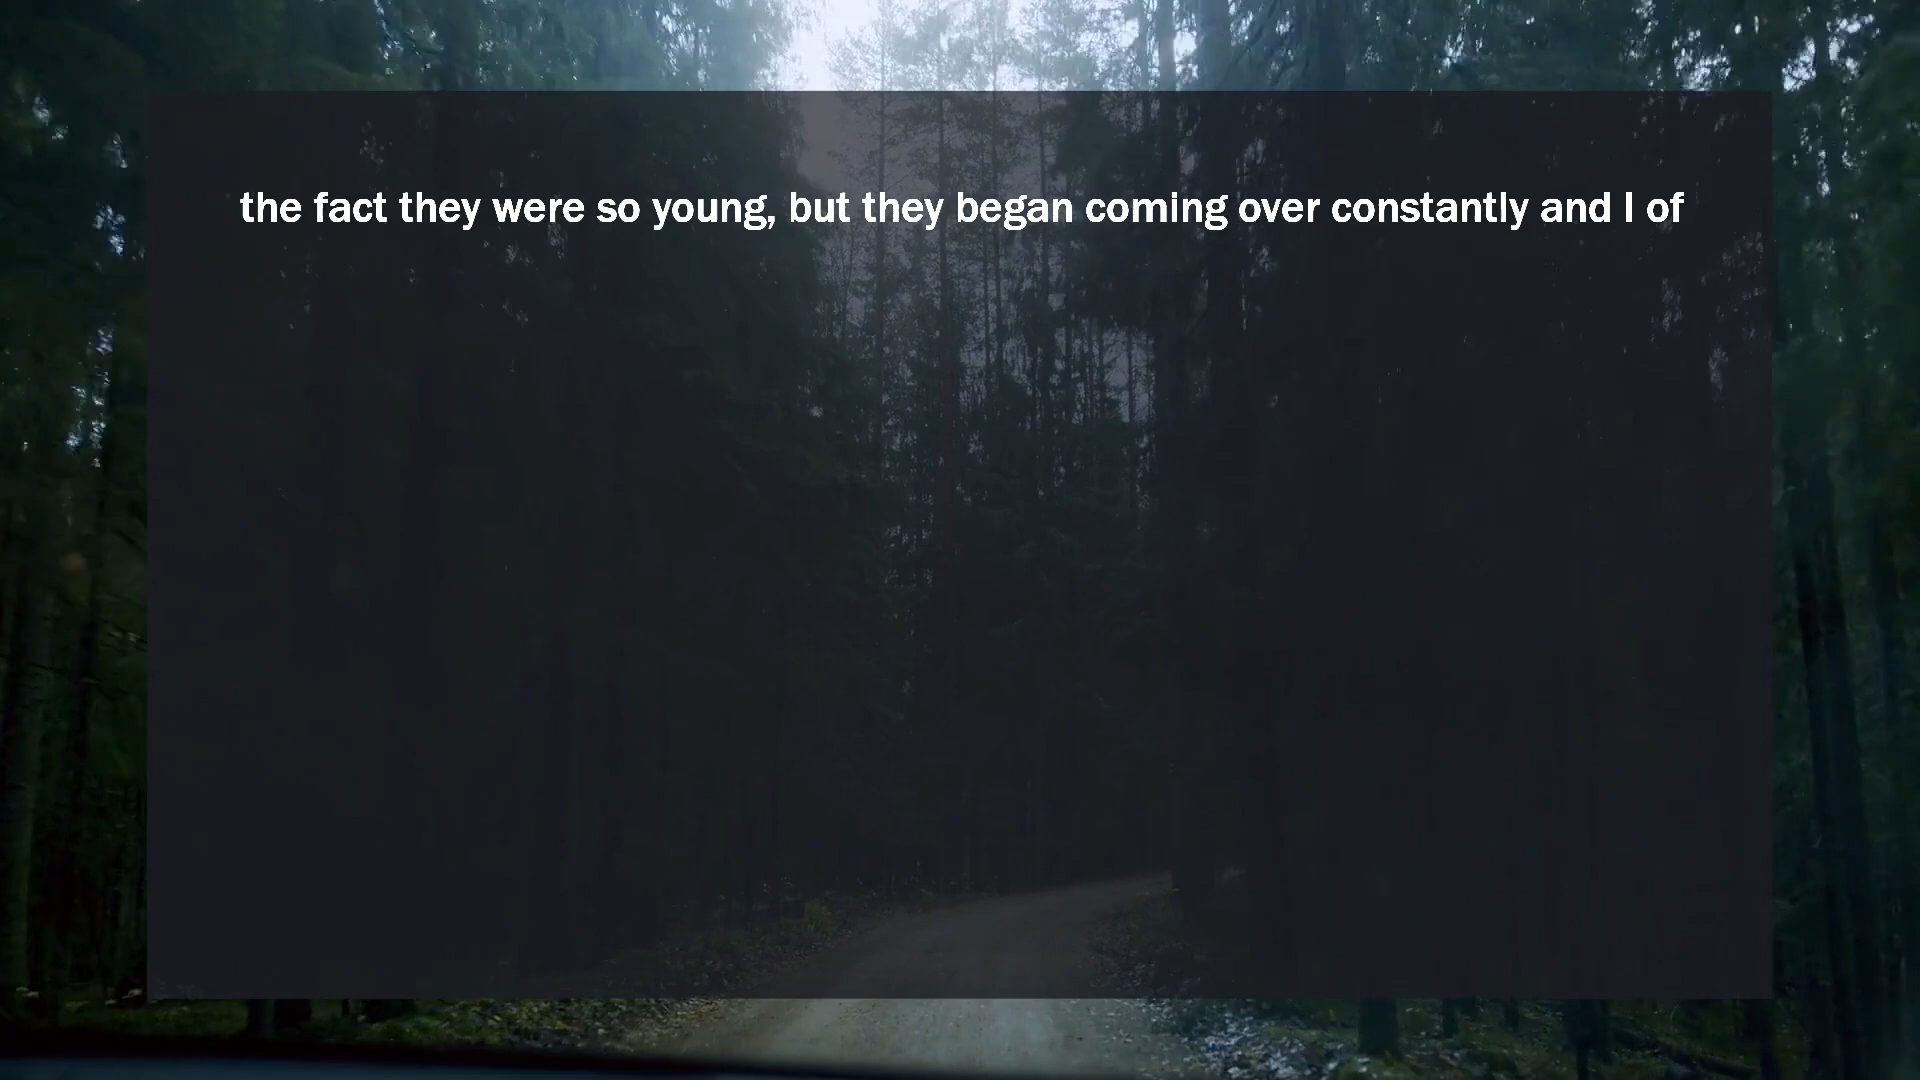 the fact they were so young, but they began coming over constantly and I of